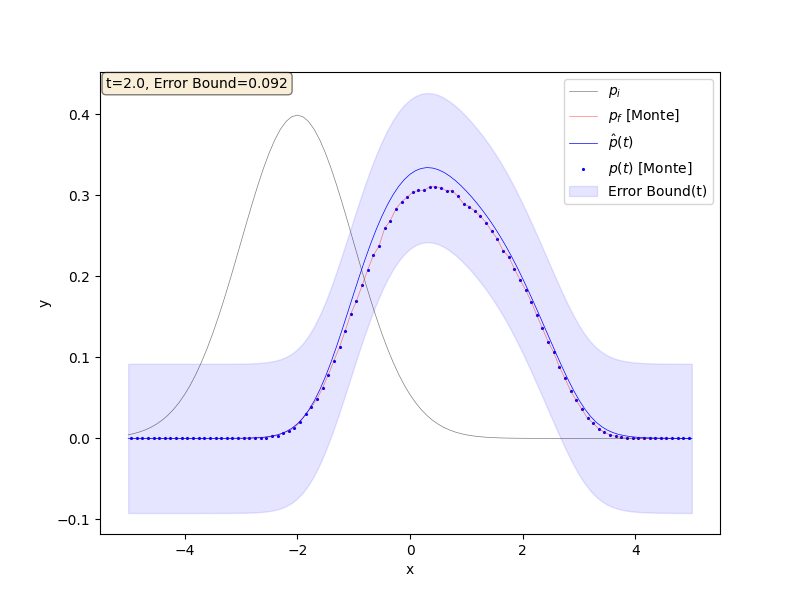 t=2.0, Error Bound=0.092
p_i
p_f [Monte]
p̂(t)
p(t) [Monte]
Error Bound(t)
0.4
0.3
0.2
0.1
0.0
−0.1
y
−4 −2 0 2 4
x